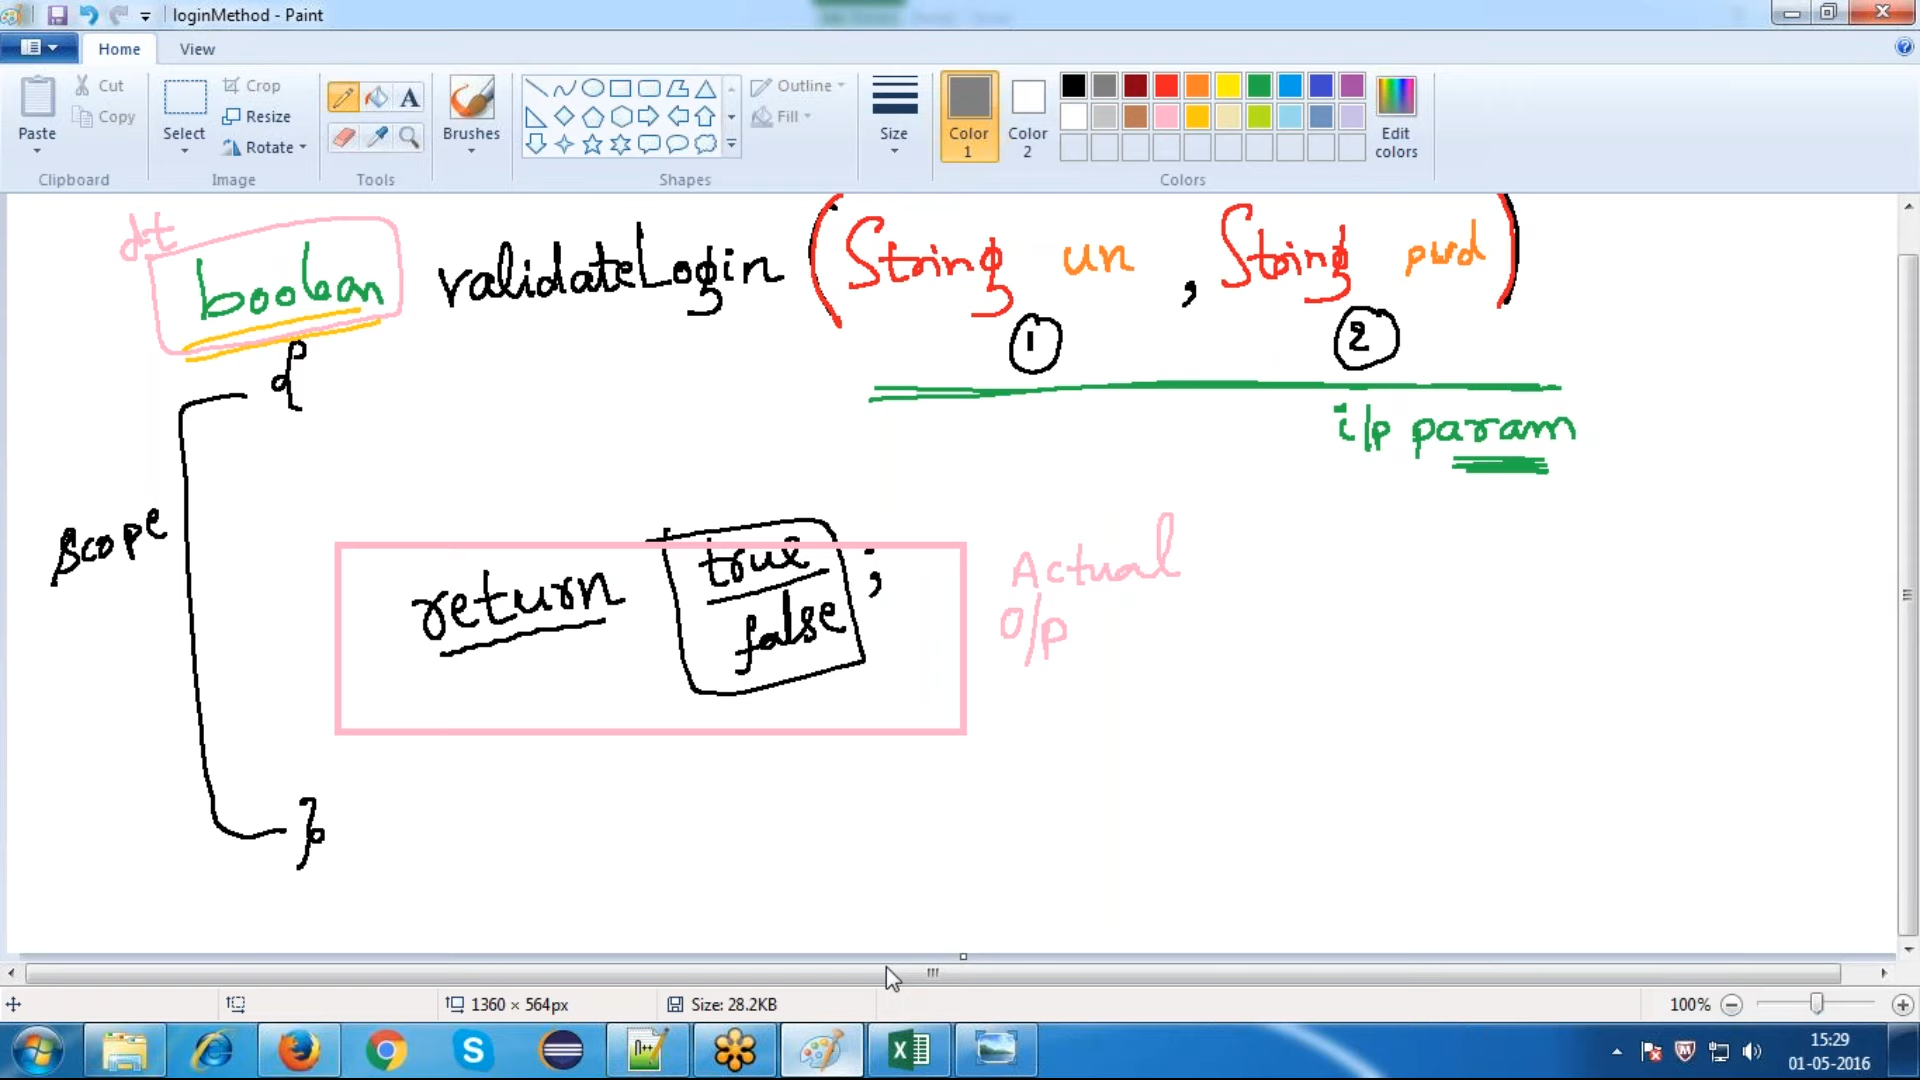 loginMethod - Paint
Home View
Paste
Cut
Copy
Clipboard
Select
Crop
Resize
Rotate
Image
A
Tools
Brushes
Outline
Fill
Shapes
Size
Color 1
Color 2
Edit colors
Colors
dt
boolean validateLogin (String un , String pwd)
1 2
{
i/p param
Scope
return true ;
false
Actual
O/p
}
1360 × 564px
Size: 28.2KB
100%
15:29
01-05-2016